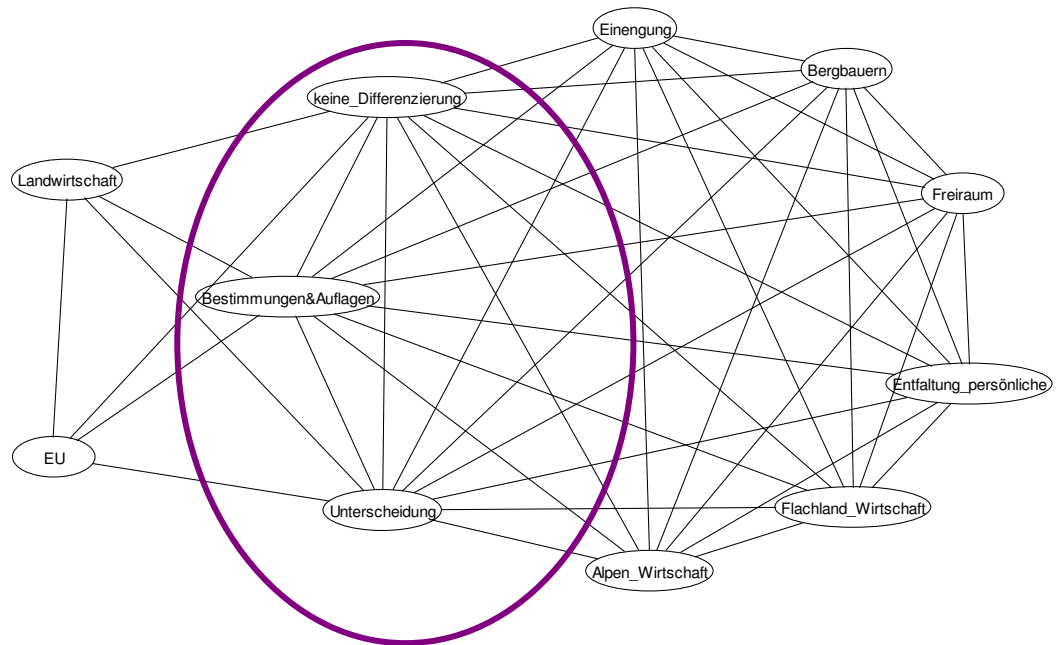 Einengung
Bergbauern
keine_Differenzierung
Landwirtschaft
Freiraum
Bestimmungen&Auflagen
Entfaltung_persönliche
EU
Unterscheidung
Flachland_Wirtschaft
Alpen_Wirtschaft